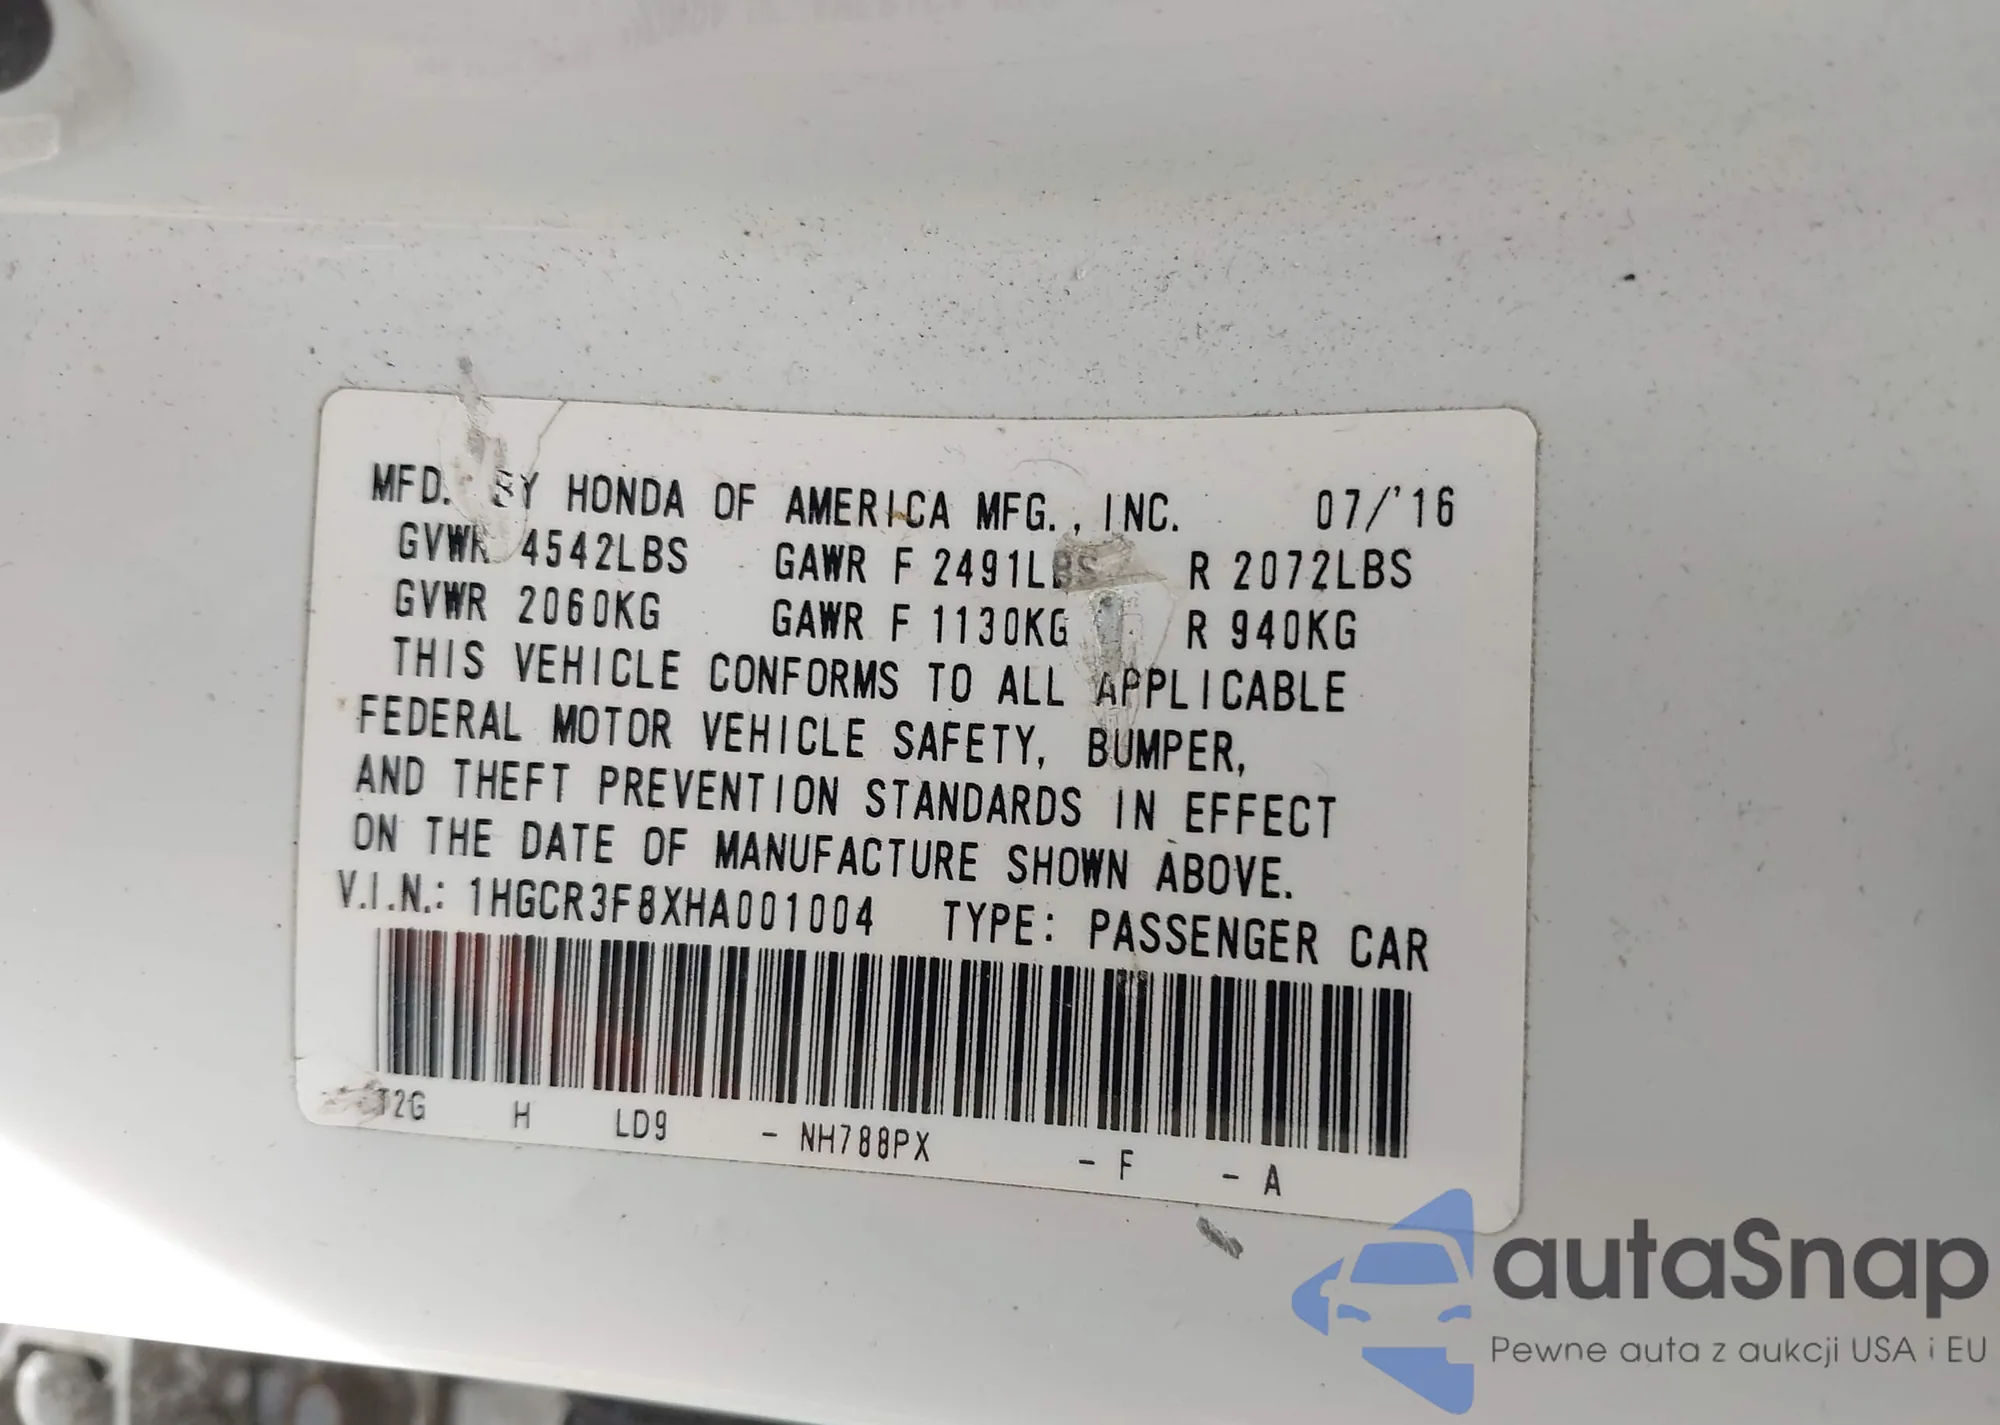 MFD. BY HONDA OF AMERICA MFG., INC. 07/'16
GVWR 4542LBS GAWR F 2491LBS R 2072LBS
GVWR 2060KG GAWR F 1130KG R 940KG
THIS VEHICLE CONFORMS TO ALL APPLICABLE
FEDERAL MOTOR VEHICLE SAFETY, BUMPER,
AND THEFT PREVENTION STANDARDS IN EFFECT
ON THE DATE OF MANUFACTURE SHOWN ABOVE.
V.I.N.: 1HGCR3F8XHA001004 TYPE: PASSENGER CAR
H LD9 - NH788PX - F - A
autaSnap
Pewne auta z aukcji USA i EU